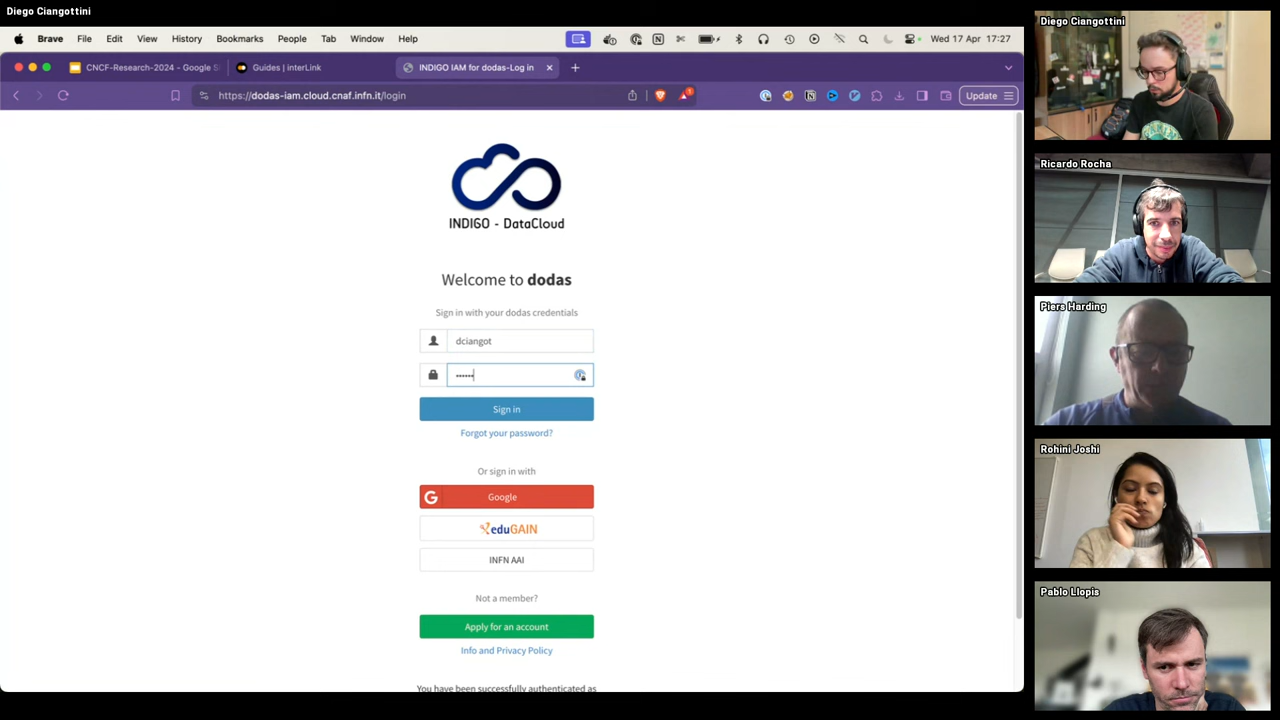 Diego Ciangottini
Brave File Edit View History Bookmarks People Tab Window Help Wed 17 Apr 17:27
CNCF-Research-2024 - Google S
Guides | interLink
INDIGO IAM for dodas-Log in
https://dodas-iam.cloud.cnaf.infn.it/login
1
Update
INDIGO - DataCloud
Welcome to dodas
Sign in with your dodas credentials
dciangot
••••••
Sign in
Forgot your password?
Or sign in with
G Google
eduGAIN
INFN AAI
Not a member?
Apply for an account
Info and Privacy Policy
You have been successfully authenticated as
Diego Ciangottini
Ricardo Rocha
Piers Harding
Rohini Joshi
Pablo Llopis